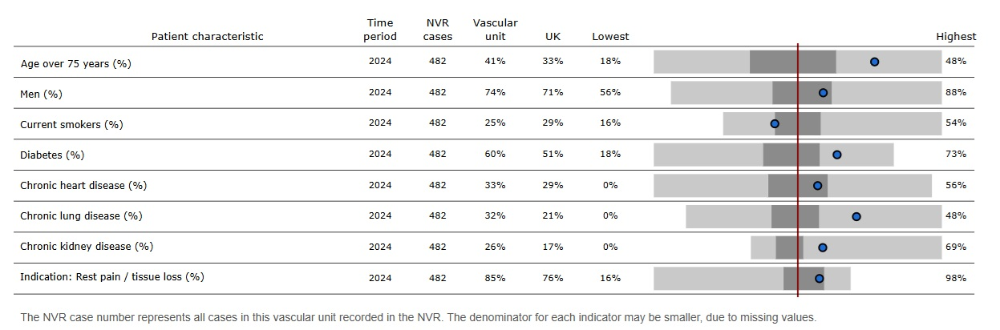 Patient characteristic Time period NVR cases Vascular unit UK Lowest Highest
Age over 75 years (%) 2024 482 41% 33% 18% 48%
Men (%) 2024 482 74% 71% 56% 88%
Current smokers (%) 2024 482 25% 29% 16% 54%
Diabetes (%) 2024 482 60% 51% 18% 73%
Chronic heart disease (%) 2024 482 33% 29% 0% 56%
Chronic lung disease (%) 2024 482 32% 21% 0% 48%
Chronic kidney disease (%) 2024 482 26% 17% 0% 69%
Indication: Rest pain / tissue loss (%) 2024 482 85% 76% 16% 98%
The NVR case number represents all cases in this vascular unit recorded in the NVR. The denominator for each indicator may be smaller, due to missing values.